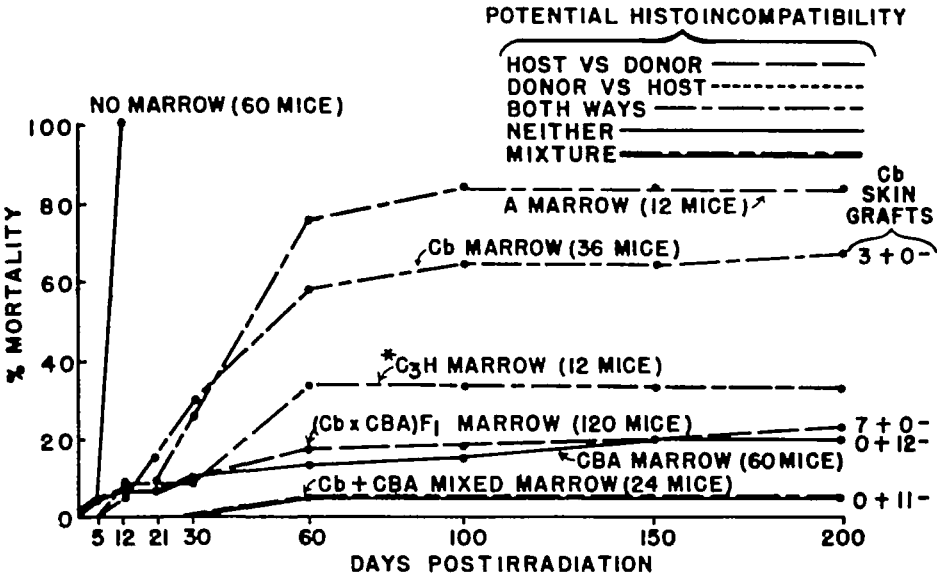 POTENTIAL HISTOINCOMPATIBILITY
HOST VS DONOR
DONOR VS HOST
BOTH WAYS
NEITHER
MIXTURE
NO MARROW (60 MICE)
100
80
60
40
20
0
% MORTALITY
Cb
SKIN
GRAFTS
A MARROW (12 MICE)
Cb MARROW (36 MICE)
3+0-
*C3H MARROW (12 MICE)
(Cb x CBA)F1 MARROW (120 MICE)
7+0-
0+12-
CBA MARROW (60 MICE)
Cb + CBA MIXED MARROW (24 MICE)
0+11-
5 12 21 30 60 100 150 200
DAYS POSTIRRADIATION